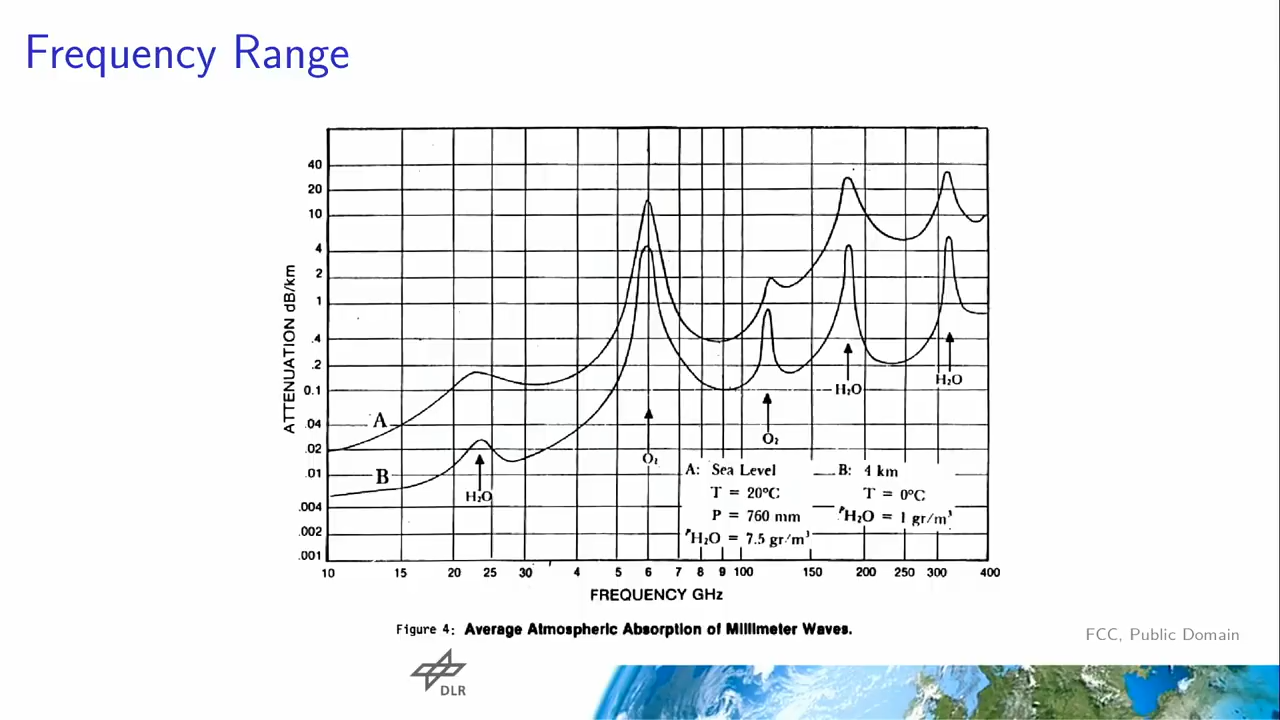 Frequency Range
40
20
10
4
2
1
.4
.2
0.1
.04
.02
.01
.004
.002
.001
ATTENUATION dB/km
A
B
H₂O
O₂
O₂
H₂O
H₂O
A: Sea Level
T = 20°C
P = 760 mm
ᴾH₂O = 7.5 gr/m³
B: 4 km
T = 0°C
ᴾH₂O = 1 gr/m³
10 15 20 25 30 4 5 6 7 8 9 100 150 200 250 300 400
FREQUENCY GHz
Figure 4: Average Atmospheric Absorption of Millimeter Waves.
FCC, Public Domain
DLR